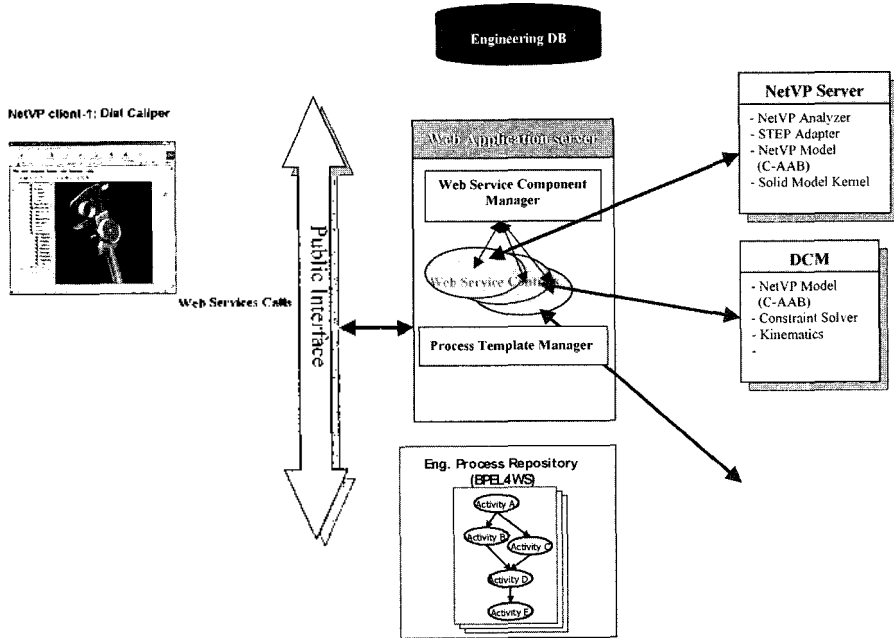 Engineering DB
NetVP client-1: Dial Caliper
Web Services Calls
Public Interface
Web Application server
Web Service Component
Manager
Web Service
Process Template Manager
Eng. Process Repository
(BPEL4WS)
Activity A
Activity B
Activity C
Activity D
Activity E
NetVP Server
- NetVP Analyzer
- STEP Adapter
- NetVP Model
(C-AAB)
- Solid Model Kernel
DCM
- NetVP Model
(C-AAB)
- Constraint Solver
- Kinematics
-